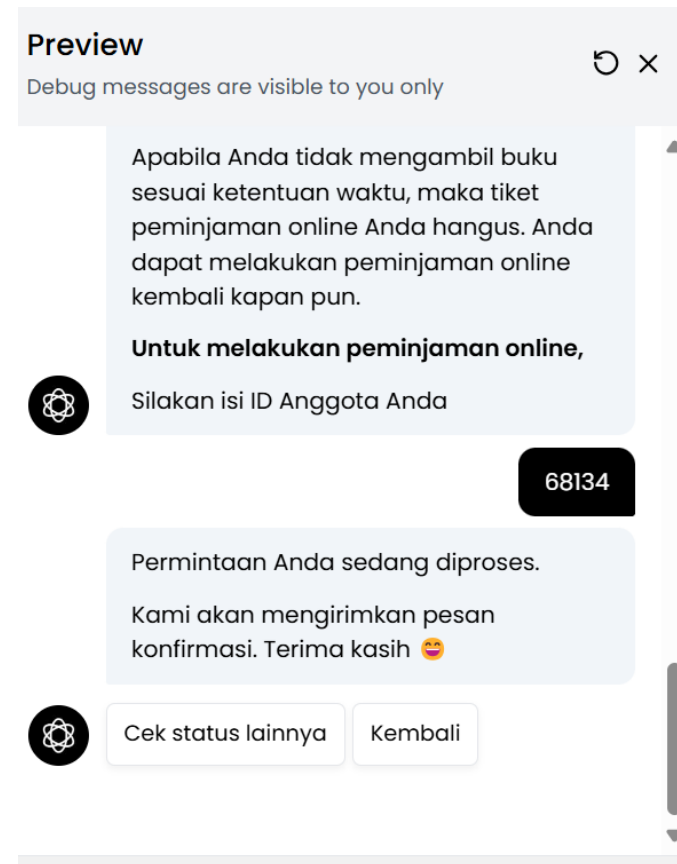 Preview
Debug messages are visible to you only
Apabila Anda tidak mengambil buku
sesuai ketentuan waktu, maka tiket
peminjaman online Anda hangus. Anda
dapat melakukan peminjaman online
kembali kapan pun.
Untuk melakukan peminjaman online,
Silakan isi ID Anggota Anda
68134
Permintaan Anda sedang diproses.
Kami akan mengirimkan pesan
konfirmasi. Terima kasih 😄
Cek status lainnya
Kembali